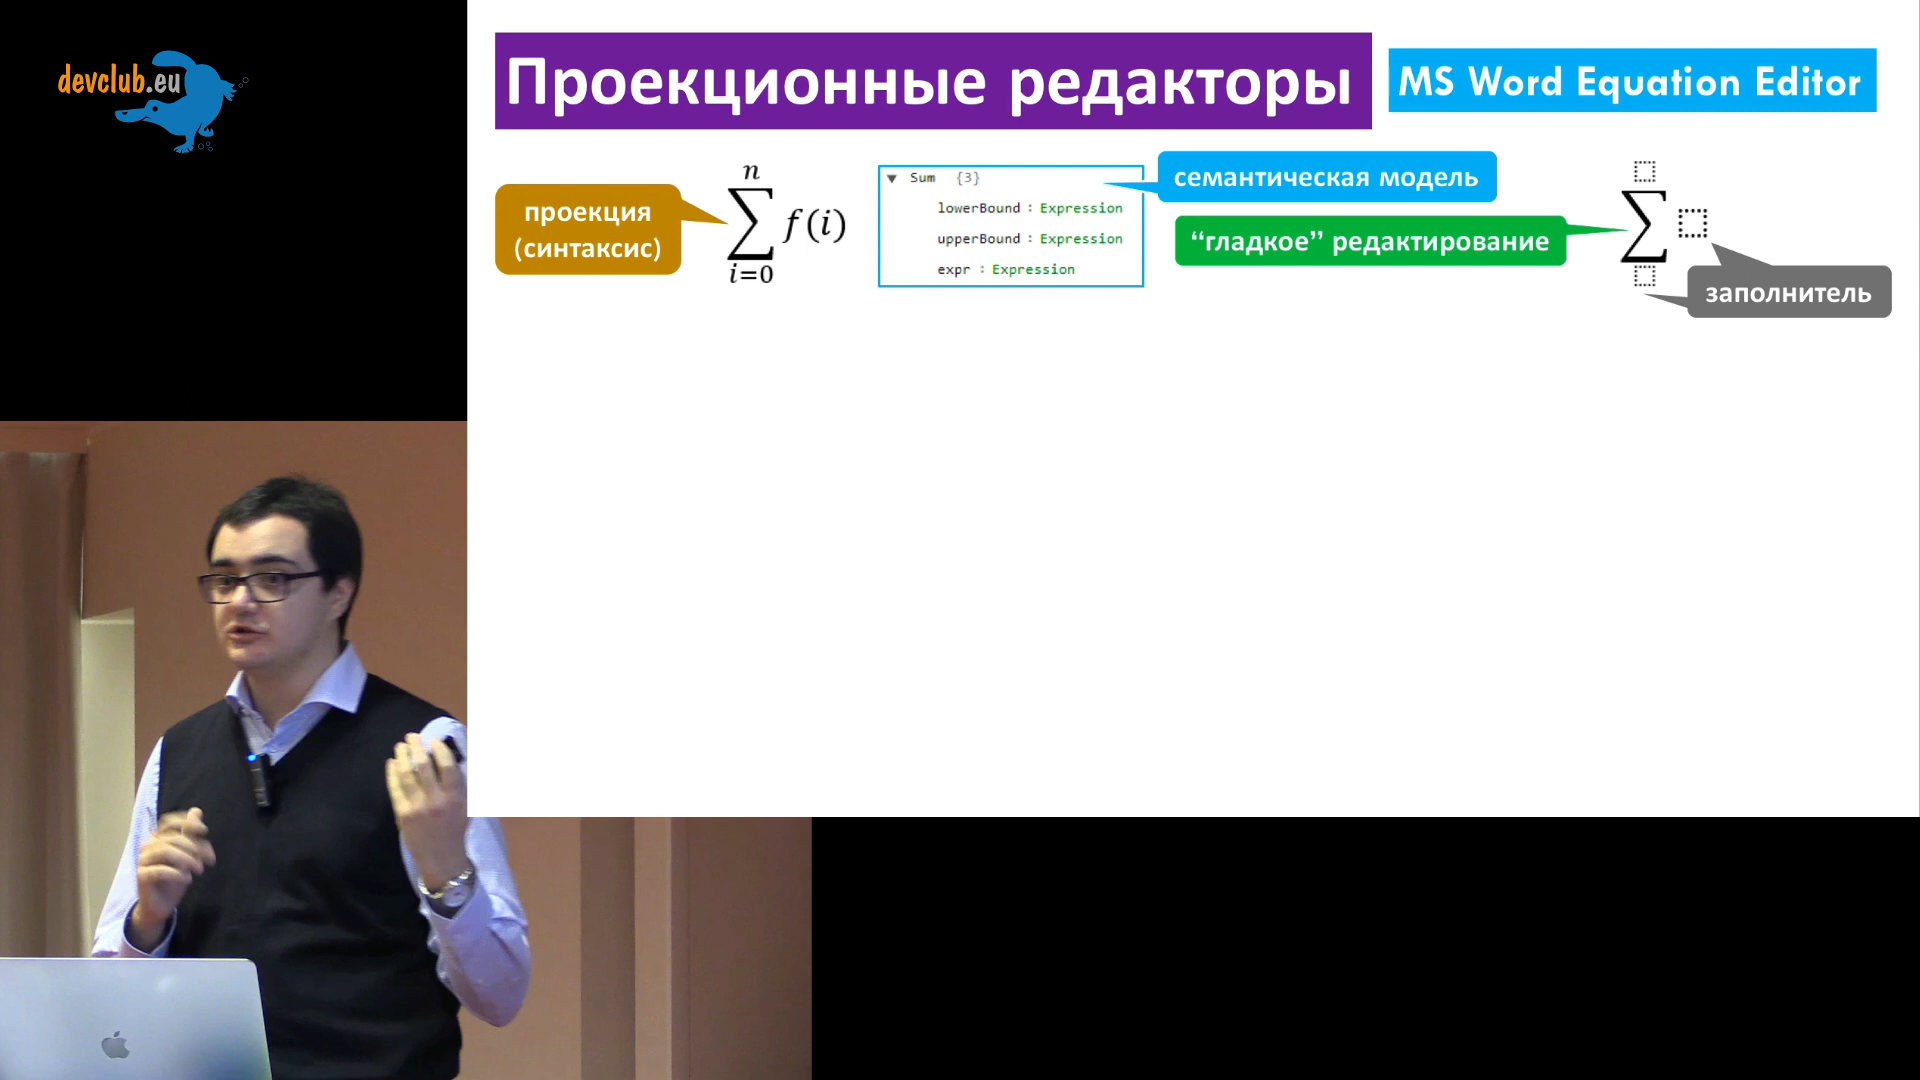 devclub.eu
Проекционные редакторы
MS Word Equation Editor
проекция
(синтаксис)
n
∑ f(i)
i=0
▼ Sum {3}
lowerBound : Expression
upperBound : Expression
expr : Expression
семантическая модель
“гладкое” редактирование
∑
заполнитель